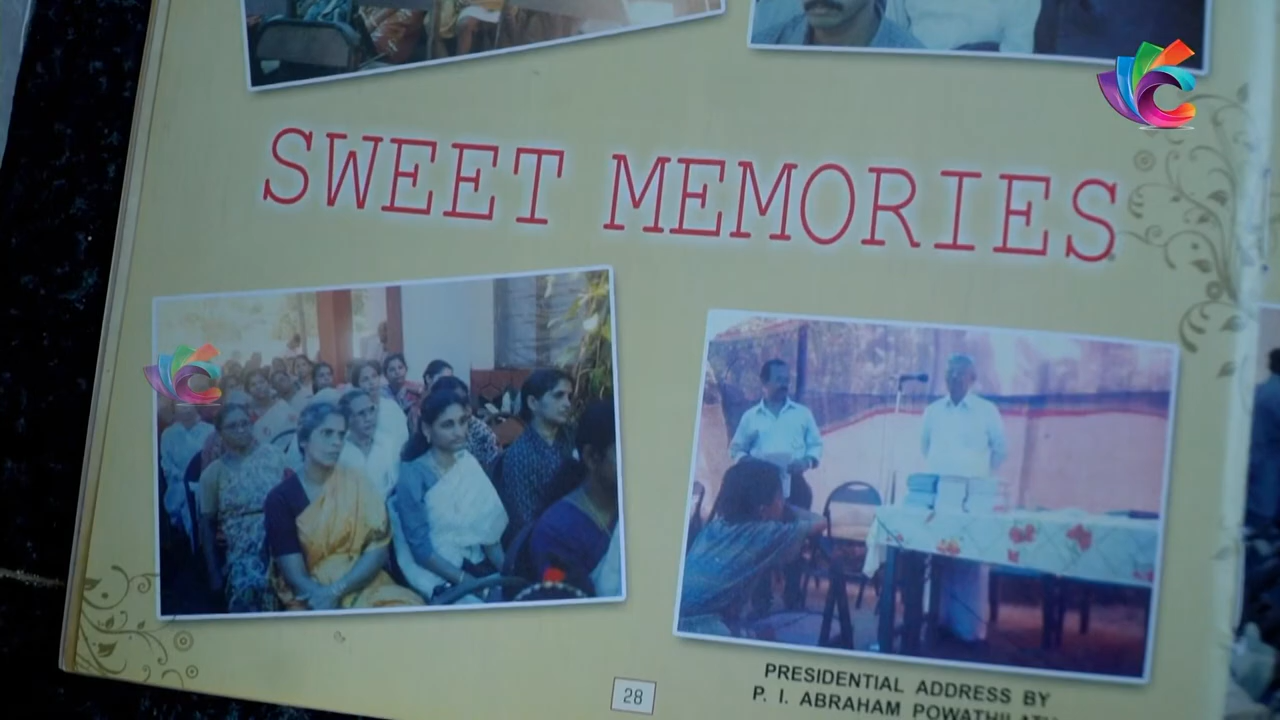 SWEET MEMORIES
28
PRESIDENTIAL ADDRESS BY
P. I. ABRAHAM